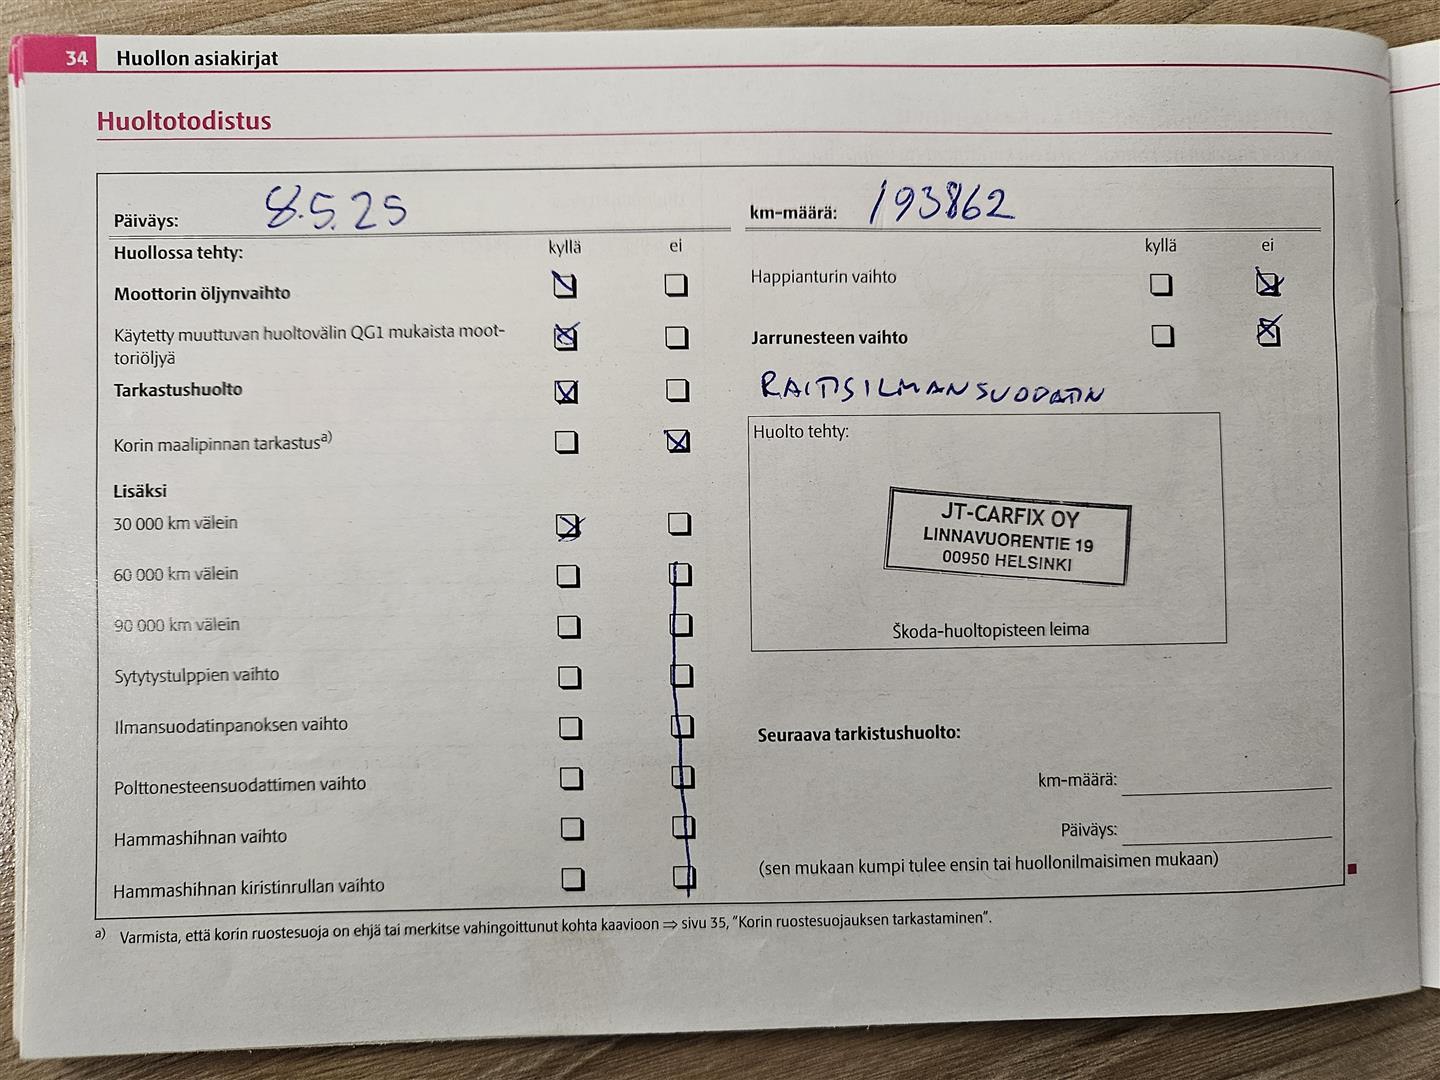 34 Huollon asiakirjat
Huoltotodistus
Päiväys: 8.5.25
Huollossa tehty: kyllä ei
Moottorin öljynvaihto
Käytetty muuttuvan huoltovälin QG1 mukaista moot-
toriöljyä
Tarkastushuolto
Korin maalipinnan tarkastusa)
Lisäksi
30 000 km välein
60 000 km välein
90 000 km välein
Sytytystulppien vaihto
Ilmansuodatinpanoksen vaihto
Polttonesteensuodattimen vaihto
Hammashihnan vaihto
Hammashihnan kiristinrullan vaihto
km-määrä: 193862
kyllä ei
Happianturin vaihto
Jarrunesteen vaihto
RAITISILMANSUODATIN
Huolto tehty:
JT-CARFIX OY
LINNAVUORENTIE 19
00950 HELSINKI
Škoda-huoltopisteen leima
Seuraava tarkistushuolto:
km-määrä:
Päiväys:
(sen mukaan kumpi tulee ensin tai huollonilmaisimen mukaan)
a) Varmista, että korin ruostesuoja on ehjä tai merkitse vahingoittunut kohta kaavioon ⇒ sivu 35, "Korin ruostesuojauksen tarkastaminen".